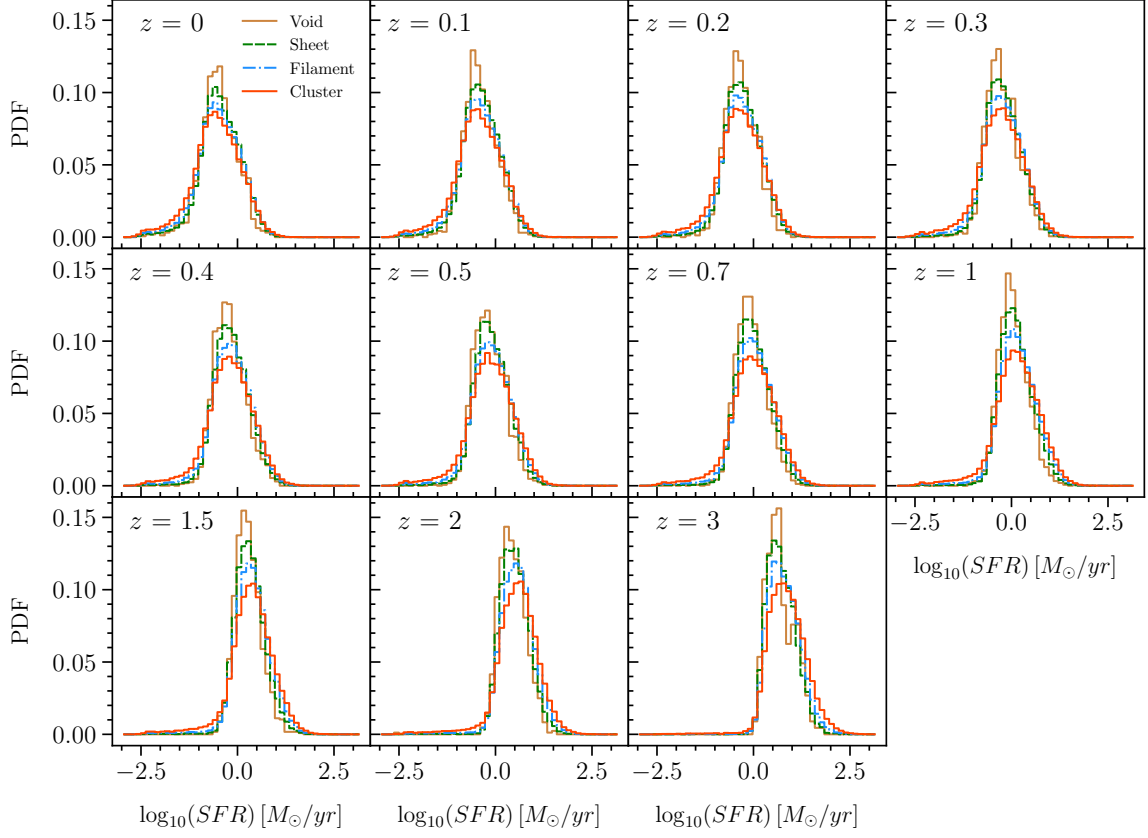 0.15
z = 0
Void
Sheet
Filament
Cluster
z = 0.1
z = 0.2
z = 0.3
0.10
PDF
0.05
0.00
0.15
z = 0.4
z = 0.5
z = 0.7
z = 1
0.10
PDF
0.05
0.00
−2.5 0.0 2.5
log₁₀(SFR) [M⊙/yr]
0.15
z = 1.5
z = 2
z = 3
0.10
PDF
0.05
0.00
−2.5 0.0 2.5
−2.5 0.0 2.5
−2.5 0.0 2.5
log₁₀(SFR) [M⊙/yr]
log₁₀(SFR) [M⊙/yr]
log₁₀(SFR) [M⊙/yr]